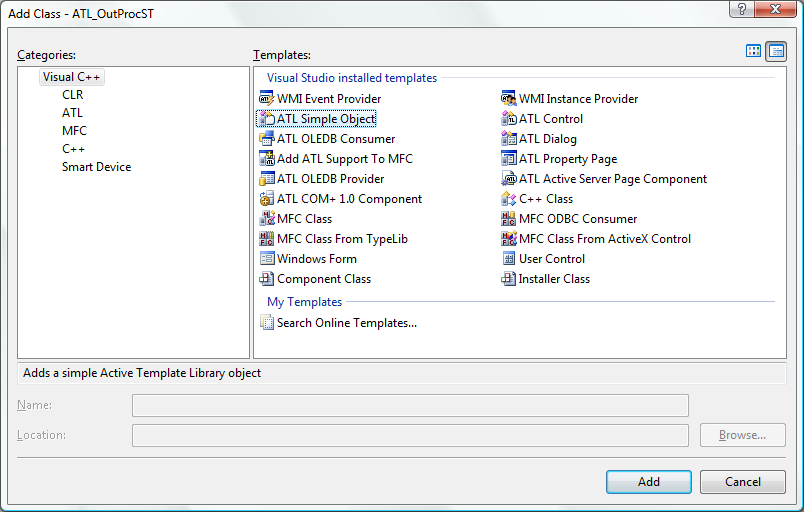 Add Class - ATL_OutProcST
Categories:
Templates:
Visual C++
CLR
ATL
MFC
C++
Smart Device
Visual Studio installed templates
WMI Event Provider
WMI Instance Provider
ATL Simple Object
ATL Control
ATL OLEDB Consumer
ATL Dialog
Add ATL Support To MFC
ATL Property Page
ATL OLEDB Provider
ATL Active Server Page Component
ATL COM+ 1.0 Component
C++ Class
MFC Class
MFC ODBC Consumer
MFC Class From TypeLib
MFC Class From ActiveX Control
Windows Form
User Control
Component Class
Installer Class
My Templates
Search Online Templates...
Adds a simple Active Template Library object
Name:
Location:
Browse...
Add
Cancel